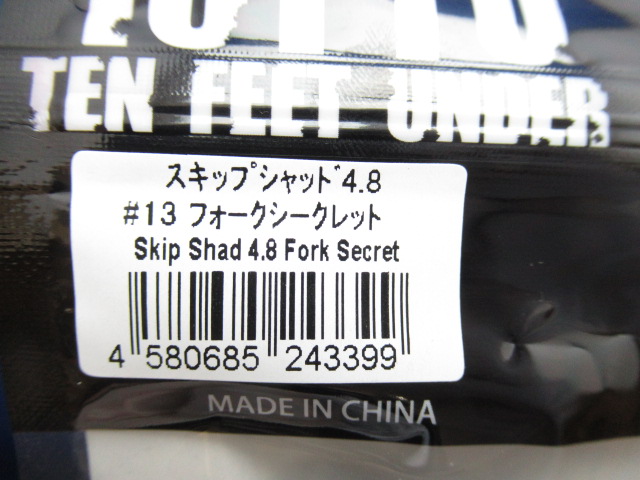 TEN FEET UNDER
スキップシャッド4.8
#13 フォークシークレット
Skip Shad 4.8 Fork Secret
4 580685 243399
MADE IN CHINA